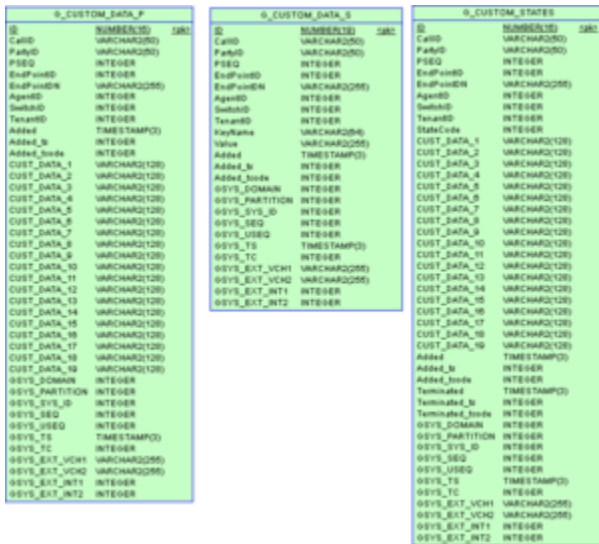 G_CUSTOM_DATA_P
ID NUMBER(16) <pk>
CallID VARCHAR2(50)
PartyID VARCHAR2(50)
PSEQ INTEGER
EndPointID INTEGER
EndPointDN VARCHAR2(255)
AgentID INTEGER
SwitchID INTEGER
TenantID INTEGER
Added TIMESTAMP(3)
Added_ts INTEGER
Added_tcode INTEGER
CUST_DATA_1 VARCHAR2(128)
CUST_DATA_2 VARCHAR2(128)
CUST_DATA_3 VARCHAR2(128)
CUST_DATA_4 VARCHAR2(128)
CUST_DATA_5 VARCHAR2(128)
CUST_DATA_6 VARCHAR2(128)
CUST_DATA_7 VARCHAR2(128)
CUST_DATA_8 VARCHAR2(128)
CUST_DATA_9 VARCHAR2(128)
CUST_DATA_10 VARCHAR2(128)
CUST_DATA_11 VARCHAR2(128)
CUST_DATA_12 VARCHAR2(128)
CUST_DATA_13 VARCHAR2(128)
CUST_DATA_14 VARCHAR2(128)
CUST_DATA_15 VARCHAR2(128)
CUST_DATA_16 VARCHAR2(128)
CUST_DATA_17 VARCHAR2(128)
CUST_DATA_18 VARCHAR2(128)
CUST_DATA_19 VARCHAR2(128)
GSYS_DOMAIN INTEGER
GSYS_PARTITION INTEGER
GSYS_SYS_ID INTEGER
GSYS_SEQ INTEGER
GSYS_USEQ INTEGER
GSYS_TS TIMESTAMP(3)
GSYS_TC INTEGER
GSYS_EXT_VCH1 VARCHAR2(255)
GSYS_EXT_VCH2 VARCHAR2(255)
GSYS_EXT_INT1 INTEGER
GSYS_EXT_INT2 INTEGER
G_CUSTOM_DATA_S
ID NUMBER(16) <pk>
CallID VARCHAR2(50)
PartyID VARCHAR2(50)
PSEQ INTEGER
EndPointID INTEGER
EndPointDN VARCHAR2(255)
AgentID INTEGER
SwitchID INTEGER
TenantID INTEGER
KeyName VARCHAR2(64)
Value VARCHAR2(255)
Added TIMESTAMP(3)
Added_ts INTEGER
Added_tcode INTEGER
GSYS_DOMAIN INTEGER
GSYS_PARTITION INTEGER
GSYS_SYS_ID INTEGER
GSYS_SEQ INTEGER
GSYS_USEQ INTEGER
GSYS_TS TIMESTAMP(3)
GSYS_TC INTEGER
GSYS_EXT_VCH1 VARCHAR2(255)
GSYS_EXT_VCH2 VARCHAR2(255)
GSYS_EXT_INT1 INTEGER
GSYS_EXT_INT2 INTEGER
G_CUSTOM_STATES
ID NUMBER(16) <pk>
CallID VARCHAR2(50)
PartyID VARCHAR2(50)
PSEQ INTEGER
EndPointID INTEGER
EndPointDN VARCHAR2(255)
AgentID INTEGER
SwitchID INTEGER
TenantID INTEGER
StateCode INTEGER
CUST_DATA_1 VARCHAR2(128)
CUST_DATA_2 VARCHAR2(128)
CUST_DATA_3 VARCHAR2(128)
CUST_DATA_4 VARCHAR2(128)
CUST_DATA_5 VARCHAR2(128)
CUST_DATA_6 VARCHAR2(128)
CUST_DATA_7 VARCHAR2(128)
CUST_DATA_8 VARCHAR2(128)
CUST_DATA_9 VARCHAR2(128)
CUST_DATA_10 VARCHAR2(128)
CUST_DATA_11 VARCHAR2(128)
CUST_DATA_12 VARCHAR2(128)
CUST_DATA_13 VARCHAR2(128)
CUST_DATA_14 VARCHAR2(128)
CUST_DATA_15 VARCHAR2(128)
CUST_DATA_16 VARCHAR2(128)
CUST_DATA_17 VARCHAR2(128)
CUST_DATA_18 VARCHAR2(128)
CUST_DATA_19 VARCHAR2(128)
Added TIMESTAMP(3)
Added_ts INTEGER
Added_tcode INTEGER
Terminated TIMESTAMP(3)
Terminated_ts INTEGER
Terminated_tcode INTEGER
GSYS_DOMAIN INTEGER
GSYS_PARTITION INTEGER
GSYS_SYS_ID INTEGER
GSYS_SEQ INTEGER
GSYS_USEQ INTEGER
GSYS_TS TIMESTAMP(3)
GSYS_TC INTEGER
GSYS_EXT_VCH1 VARCHAR2(255)
GSYS_EXT_VCH2 VARCHAR2(255)
GSYS_EXT_INT1 INTEGER
GSYS_EXT_INT2 INTEGER